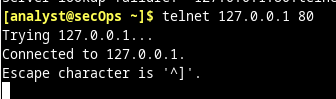 [analyst@secOps ~]$ telnet 127.0.0.1 80
Trying 127.0.0.1...
Connected to 127.0.0.1.
Escape character is '^]'.